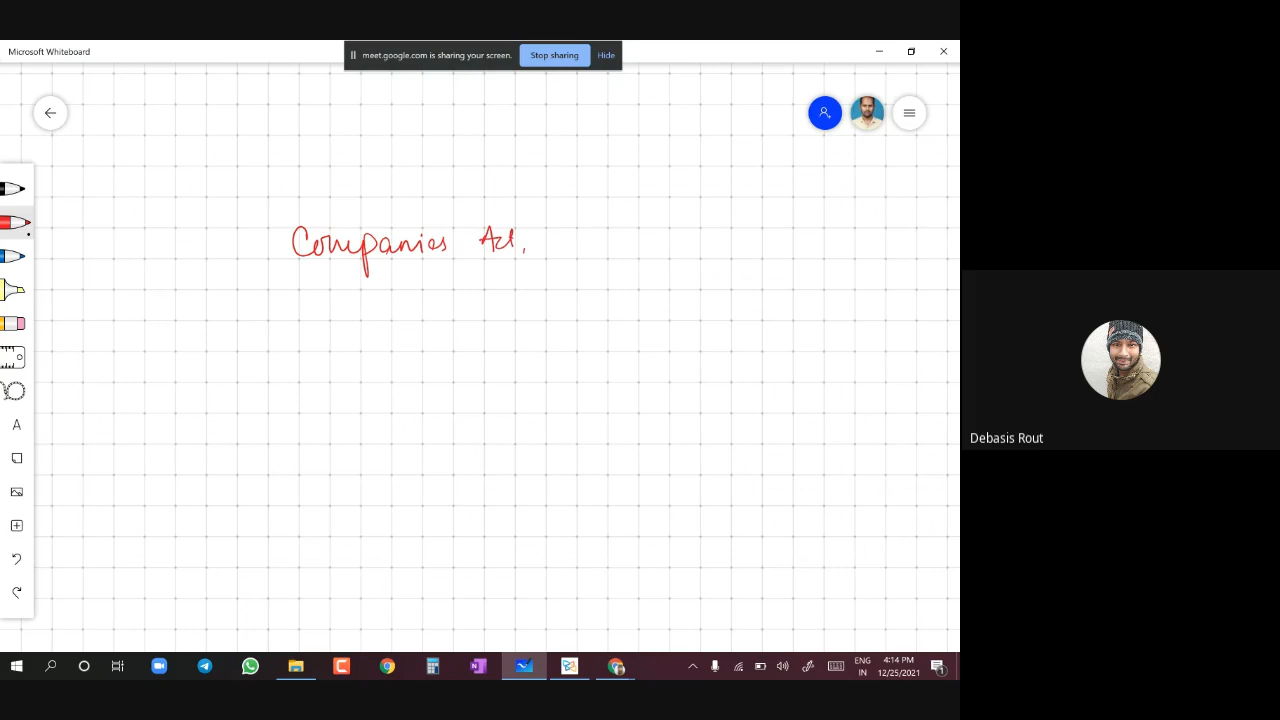 Microsoft Whiteboard
meet.google.com is sharing your screen. Stop sharing Hide
Companies Act,
A
Debasis Rout
ENG
IN
4:14 PM
12/25/2021
1